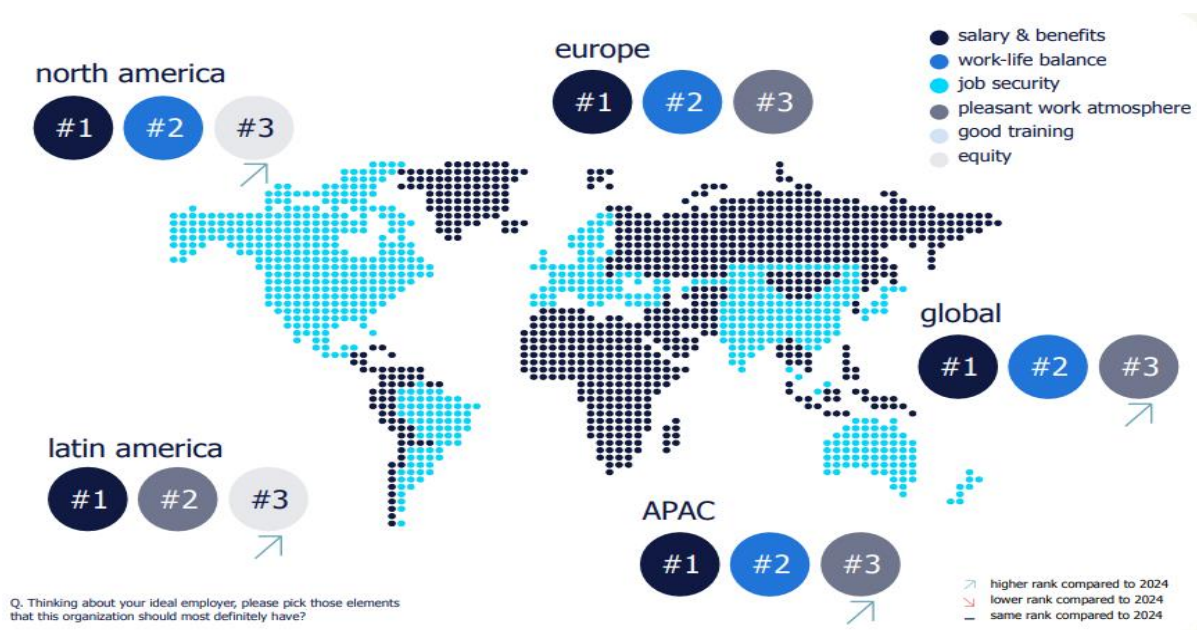 north america
#1 #2 #3
europe
#1 #2 #3
salary & benefits
work-life balance
job security
pleasant work atmosphere
good training
equity
global
#1 #2 #3
latin america
#1 #2 #3
APAC
#1 #2 #3
Q. Thinking about your ideal employer, please pick those elements
that this organization should most definitely have?
higher rank compared to 2024
lower rank compared to 2024
same rank compared to 2024